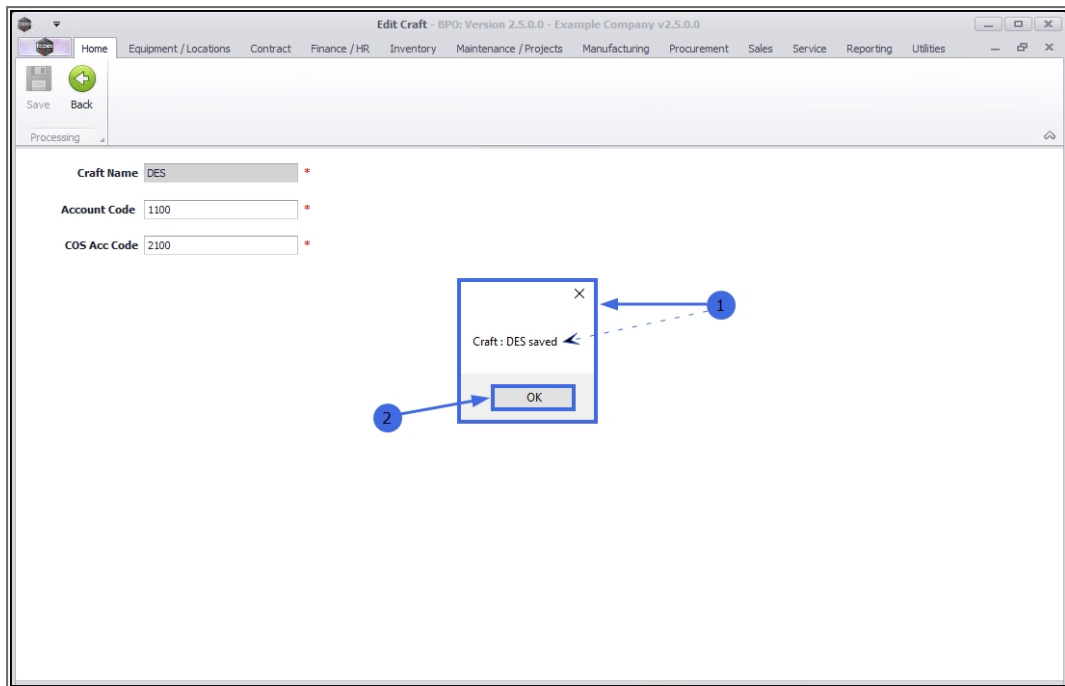 Edit Craft - BPO: Version 2.5.0.0 - Example Company v2.5.0.0
Home Equipment / Locations Contract Finance / HR Inventory Maintenance / Projects Manufacturing Procurement Sales Service Reporting Utilities
Save Back
Processing
Craft Name DES *
Account Code 1100 *
COS Acc Code 2100 *
1
Craft : DES saved
OK
2